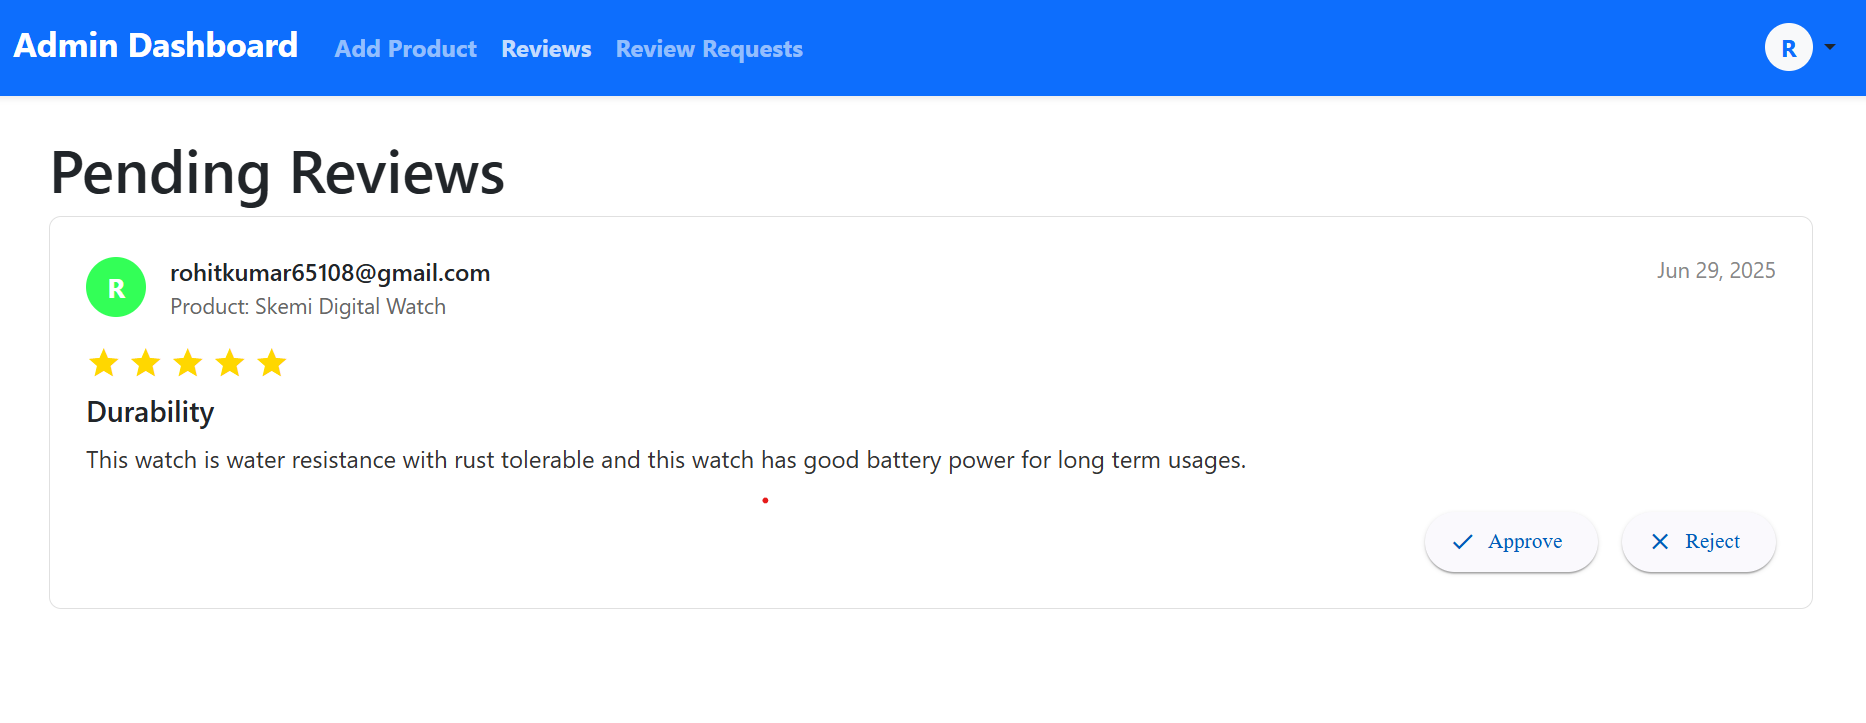 Admin Dashboard Add Product Reviews Review Requests R
Pending Reviews
R rohitkumar65108@gmail.com Jun 29, 2025
Product: Skemi Digital Watch
Durability
This watch is water resistance with rust tolerable and this watch has good battery power for long term usages.
Approve Reject